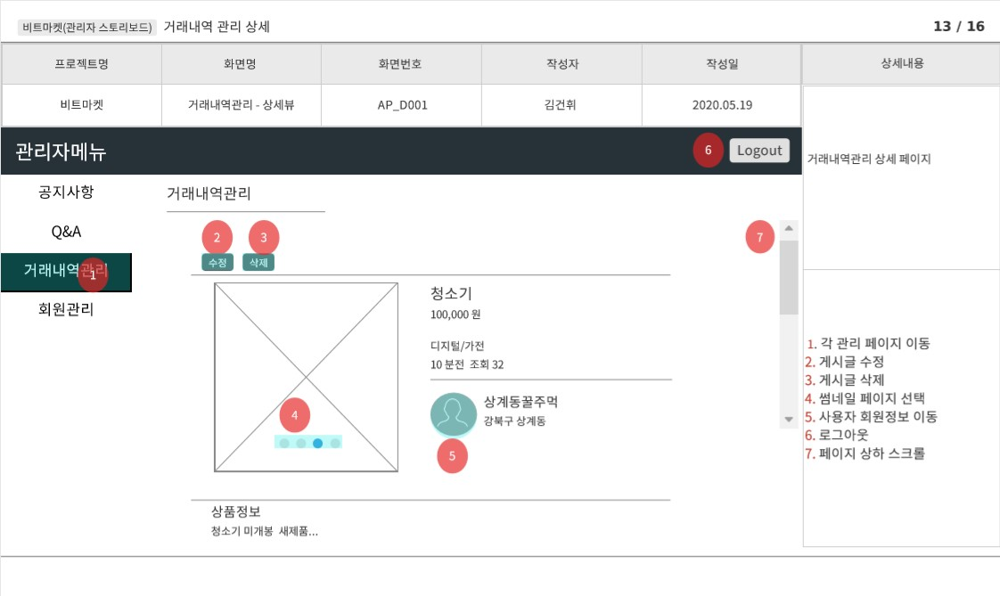 비트마켓(관리자 스토리보드) 거래내역 관리 상세 13 / 16
프로젝트명 화면명 화면번호 작성자 작성일 상세내용
비트마켓 거래내역관리 - 상세뷰 AP_D001 김건휘 2020.05.19
관리자메뉴 6 Logout
거래내역관리 상세 페이지
공지사항
Q&A
거래내역관리 1
회원관리
거래내역관리
2 3 7
수정 삭제
청소기
100,000 원
디지털/가전
10 분전 조회 32
4
상계동꿀주먹
강북구 상계동
5
상품정보
청소기 미개봉 새제품...
1. 각 관리 페이지 이동
2. 게시글 수정
3. 게시글 삭제
4. 썸네일 페이지 선택
5. 사용자 회원정보 이동
6. 로그아웃
7. 페이지 상하 스크롤